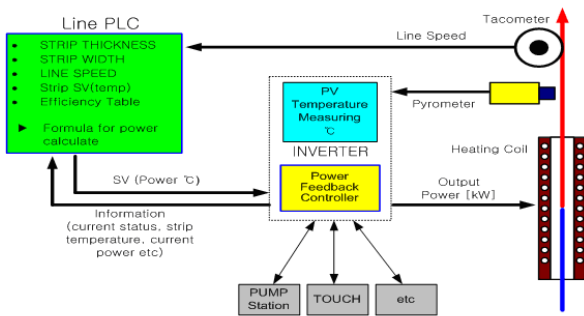 Line PLC
• STRIP THICKNESS
• STRIP WIDTH
• LINE SPEED
• Strip SV(temp)
• Efficiency Table
► Formula for power
calculate
Tacometer
Line Speed
PV
Temperature
Measuring
℃
Pyrometer
INVERTER
Heating Coil
Power
Feedback
Controller
SV (Power ℃)
Output
Power [kW]
Information
(current status, strip
temperature, current
power etc)
PUMP
Station
TOUCH
etc